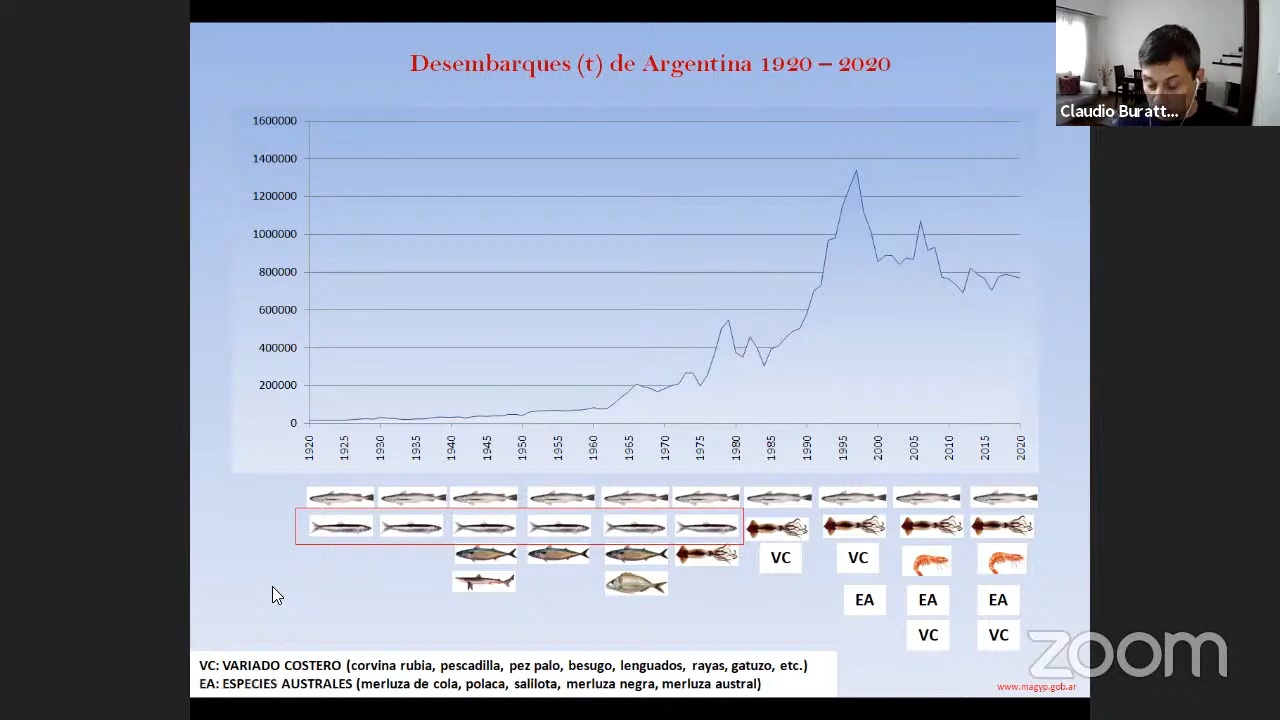 Desembarques (t) de Argentina 1920 – 2020
Claudio Buratt...
1600000
1400000
1200000
1000000
800000
600000
400000
200000
0
1920 1925 1930 1935 1940 1945 1950 1955 1960 1965 1970 1975 1980 1985 1990 1995 2000 2005 2010 2015 2020
VC VC
EA EA EA
VC VC
VC: VARIADO COSTERO (corvina rubia, pescadilla, pez palo, besugo, lenguados, rayas, gatuzo, etc.)
EA: ESPECIES AUSTRALES (merluza de cola, polaca, salilota, merluza negra, merluza austral)
zoom
www.magyp.gob.ar